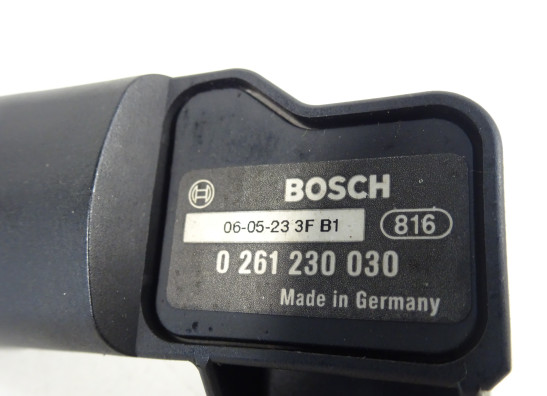 BOSCH
06-05-23 3F B1
816
0 261 230 030
Made in Germany